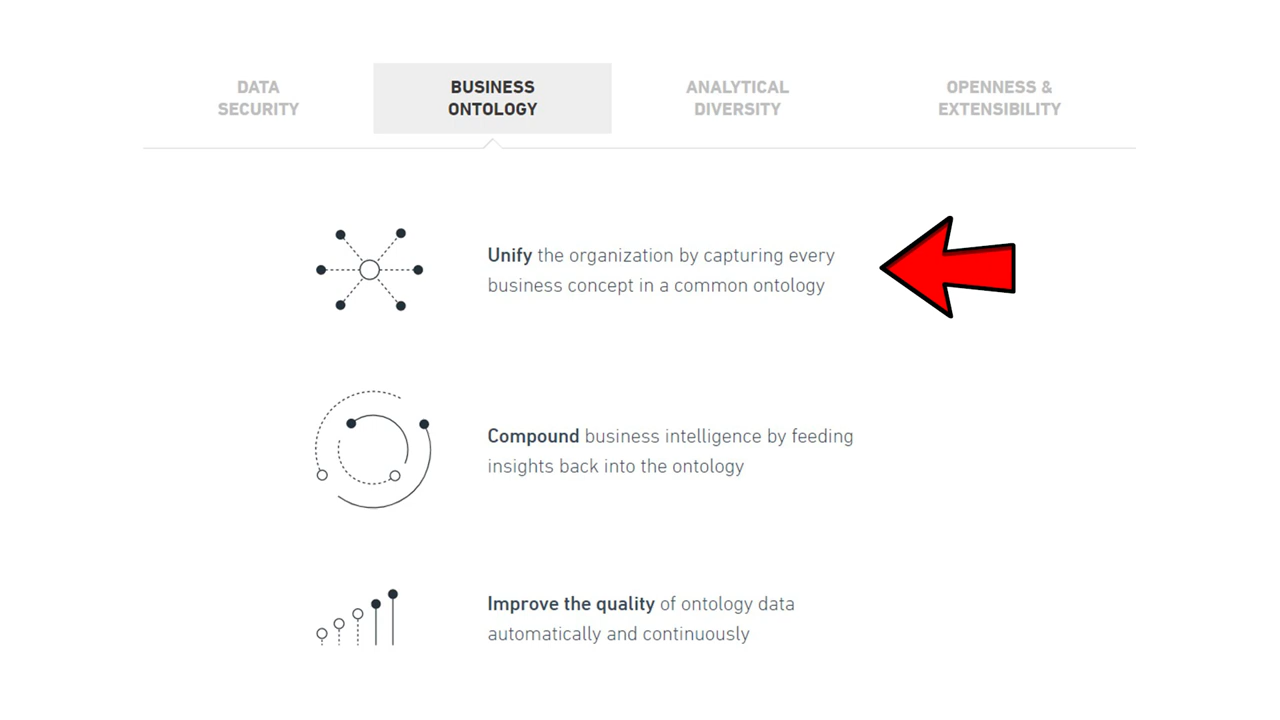 DATA
SECURITY
BUSINESS
ONTOLOGY
ANALYTICAL
DIVERSITY
OPENNESS &
EXTENSIBILITY
Unify the organization by capturing every
business concept in a common ontology
Compound business intelligence by feeding
insights back into the ontology
Improve the quality of ontology data
automatically and continuously